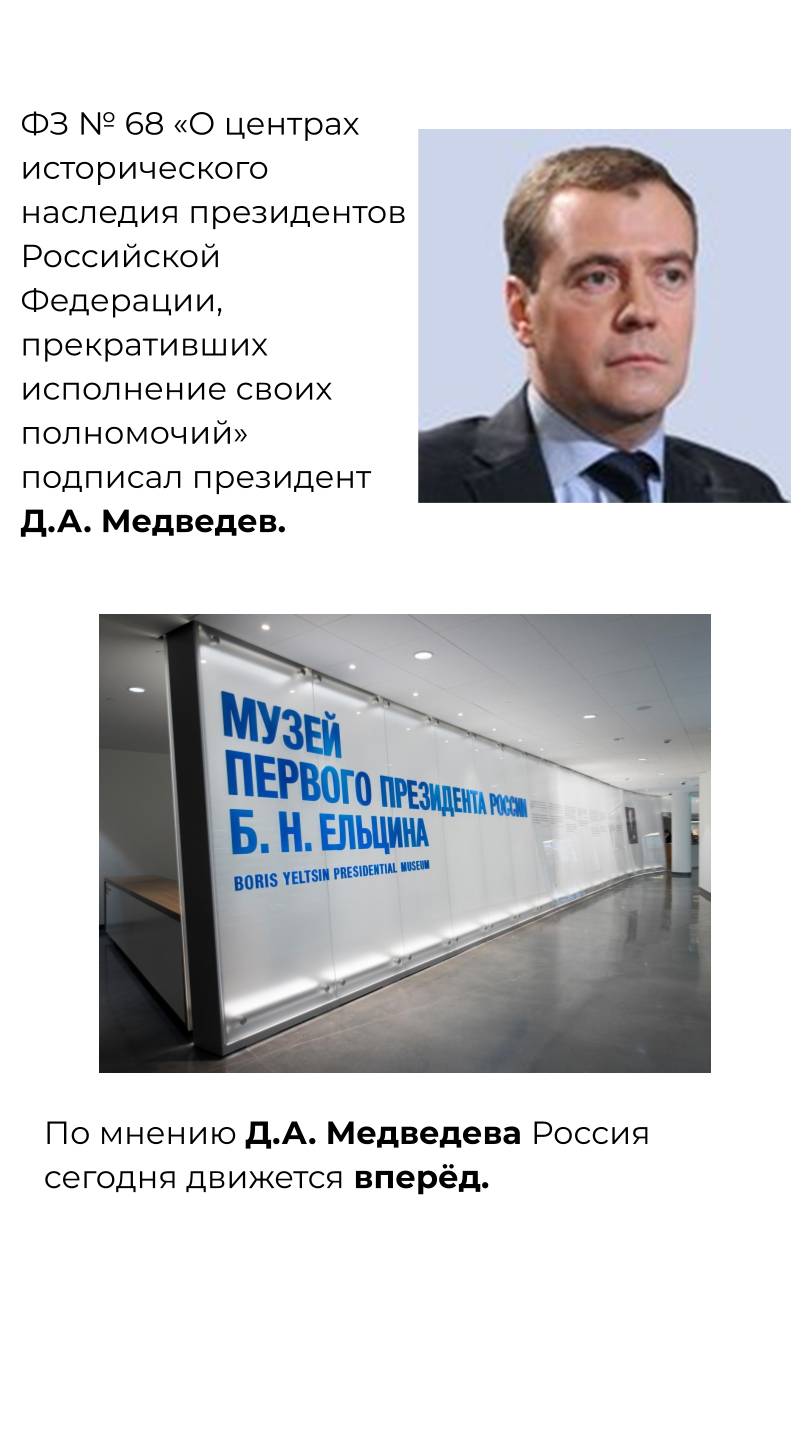 ФЗ № 68 «О центрах
исторического
наследия президентов
Российской
Федерации,
прекративших
исполнение своих
полномочий»
подписал президент
Д.А. Медведев.
МУЗЕЙ
ПЕРВОГО ПРЕЗИДЕНТА РОССИИ
Б. Н. ЕЛЬЦИНА
BORIS YELTSIN PRESIDENTIAL MUSEUM
По мнению Д.А. Медведева Россия
сегодня движется вперёд.